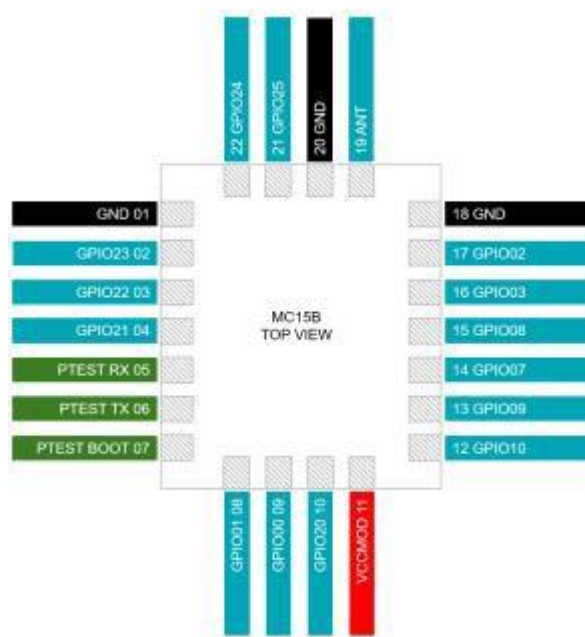 22 GPIO24
21 GPIO25
20 GND
19 ANT
GND 01
GPIO23 02
GPIO22 03
GPIO21 04
PTEST RX 05
PTEST TX 06
PTEST BOOT 07
MC15B
TOP VIEW
18 GND
17 GPIO02
16 GPIO03
15 GPIO08
14 GPIO07
13 GPIO09
12 GPIO10
GPIO01 08
GPIO00 09
GPIO20 10
VCCMOD 11